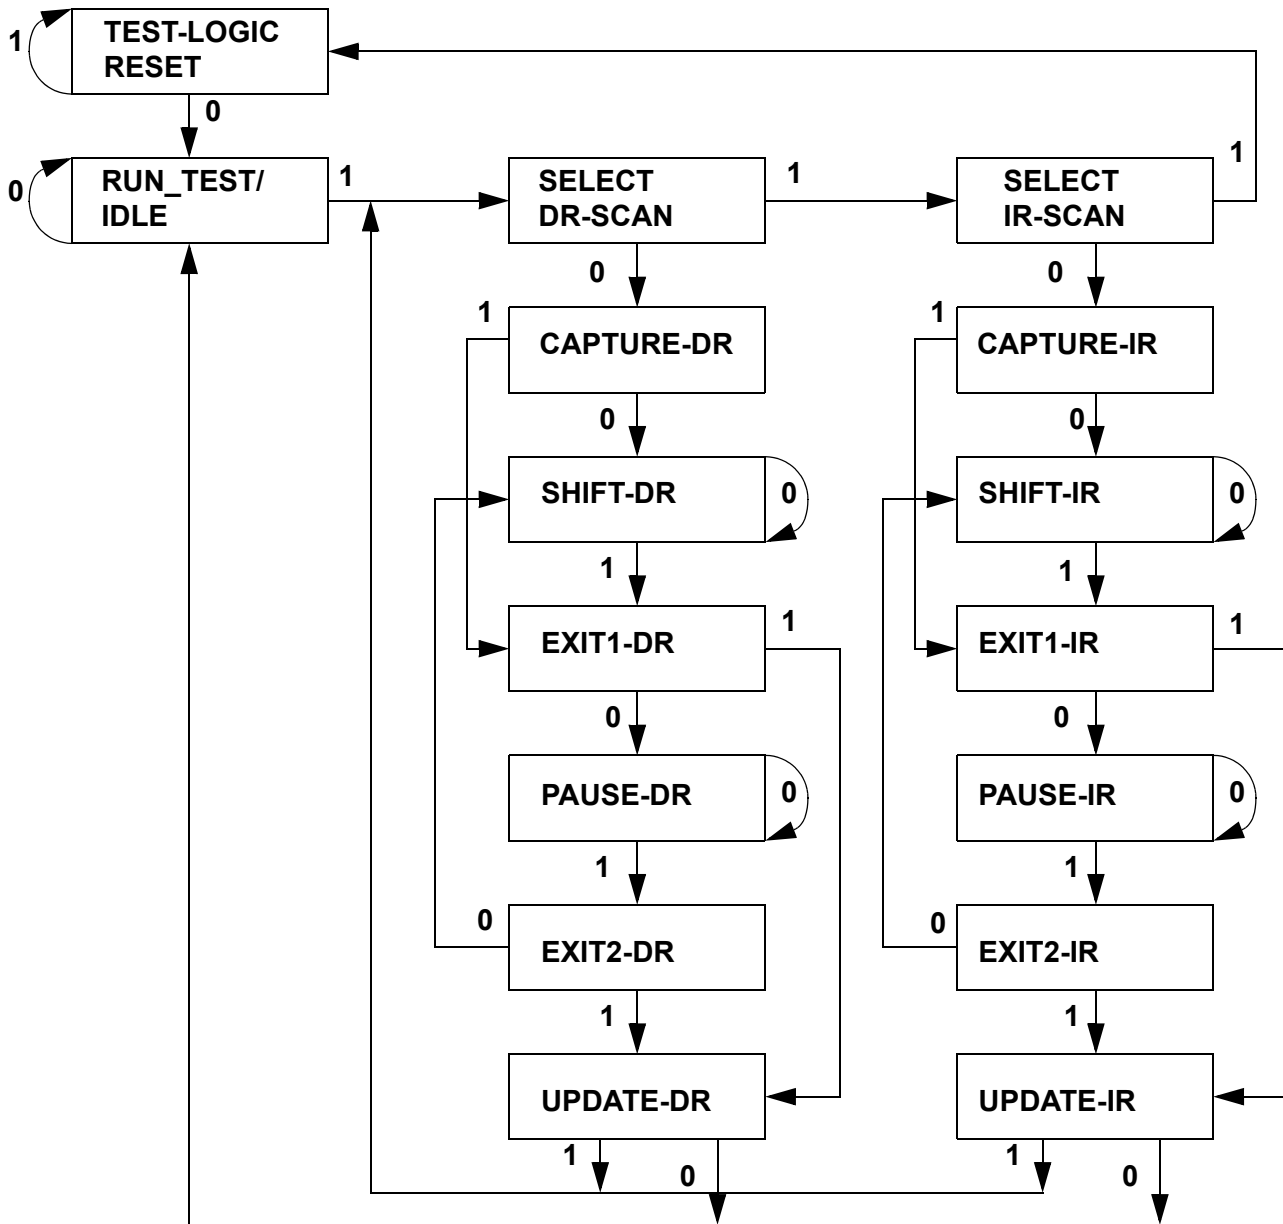 TEST-LOGIC
RESET
1
0
RUN_TEST/
IDLE
0
1
SELECT
DR-SCAN
1
SELECT
IR-SCAN
1
0
0
1
CAPTURE-DR
1
CAPTURE-IR
0
0
SHIFT-DR
0
SHIFT-IR
0
1
1
EXIT1-DR
1
EXIT1-IR
1
0
0
PAUSE-DR
0
PAUSE-IR
0
1
1
0
EXIT2-DR
0
EXIT2-IR
1
1
UPDATE-DR
UPDATE-IR
1
0
1
0